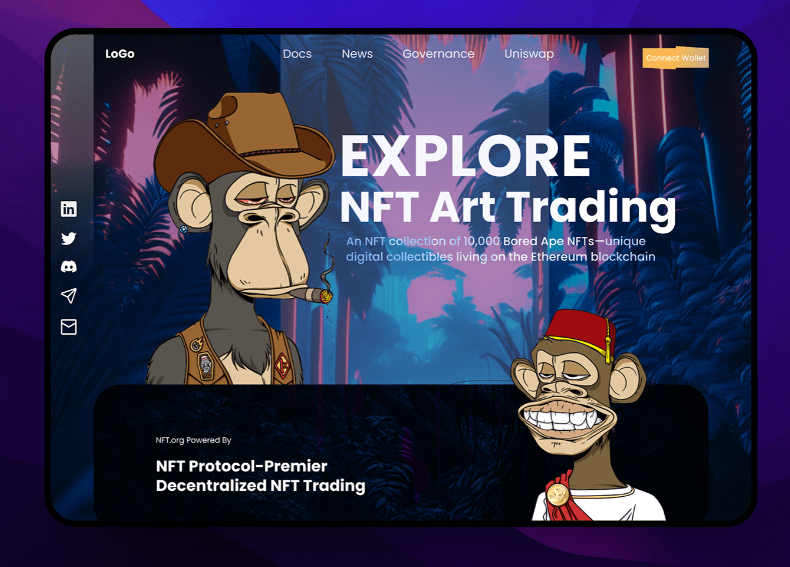 LoGo
Docs News Governance Uniswap
Connect Wallet
EXPLORE
NFT Art Trading
An NFT collection of 10,000 Bored Ape NFTs—unique
digital collectibles living on the Ethereum blockchain
in
NFT.org Powered By
NFT Protocol-Premier
Decentralized NFT Trading